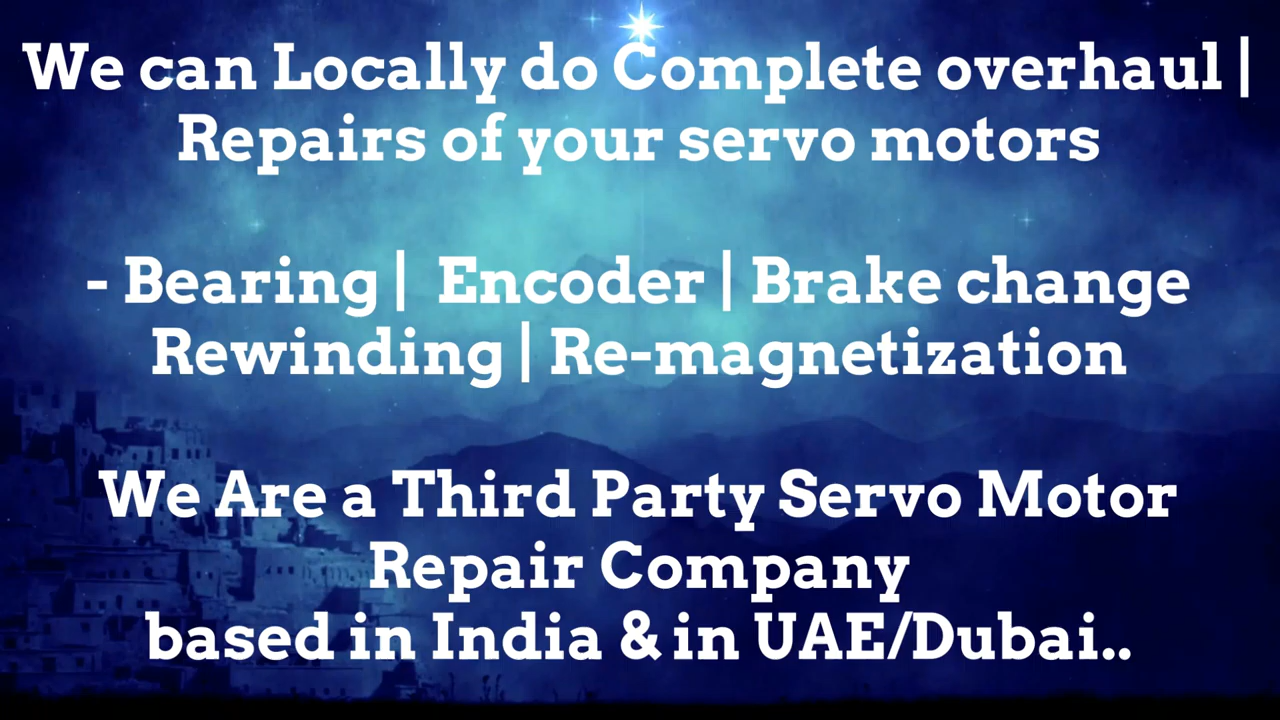 We can Locally do Complete overhaul |
Repairs of your servo motors
- Bearing | Encoder | Brake change
Rewinding | Re-magnetization
We Are a Third Party Servo Motor
Repair Company
based in India & in UAE/Dubai..